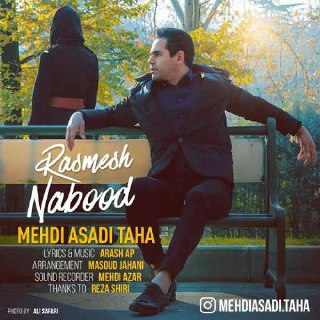 Rasmesh
Nabood
MEHDI ASADI TAHA
LYRICS & MUSIC ARASH AP
ARRANGEMENT MASOUD JAHANI
SOUND RECORDER MEHDI AZAR
THANKS TO REZA SHIRI
MEHDIASADI.TAHA
PHOTO BY ALI SAFARI